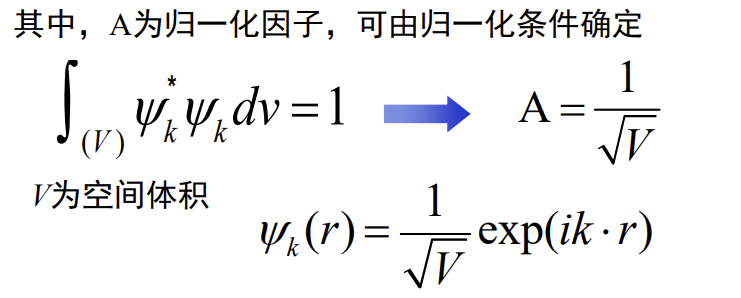 其中，A为归一化因子，可由归一化条件确定
∫_(V) ψ_k^* ψ_k dv = 1 A = 1/√V
V为空间体积
ψ_k(r) = 1/√V exp(ik · r)